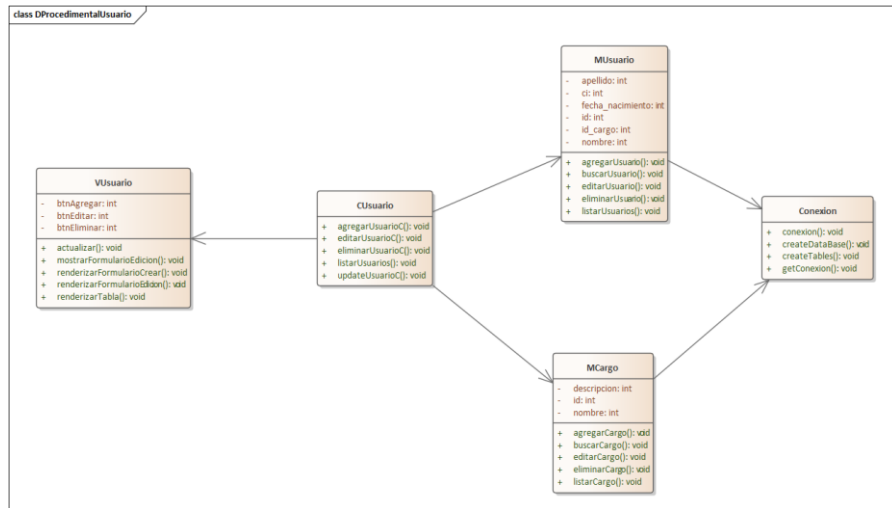 class DProcedimentalUsuario
MUsuario
- apellido: int
- ci: int
- fecha_nacimiento: int
- id: int
- id_cargo: int
- nombre: int
+ agregarUsuario(): void
+ buscarUsuario(): void
+ editarUsuario(): void
+ eliminarUsuario(): void
+ listarUsuarios(): void
VUsuario
- btnAgregar: int
- btnEditar: int
- btnEliminar: int
+ actualizar(): void
+ mostrarFormularioEdicion(): void
+ renderizarFormularioCrear(): void
+ renderizarFormularioEdicion(): void
+ renderizarTabla(): void
CUsuario
+ agregarUsuarioC(): void
+ editarUsuarioC(): void
+ eliminarUsuarioC(): void
+ listarUsuarios(): void
+ updateUsuarioC(): void
Conexion
+ conexion(): void
+ createDataBase(): void
+ createTables(): void
+ getConexion(): void
MCargo
- descripcion: int
- id: int
- nombre: int
+ agregarCargo(): void
+ buscarCargo(): void
+ editarCargo(): void
+ eliminarCargo(): void
+ listarCargo(): void